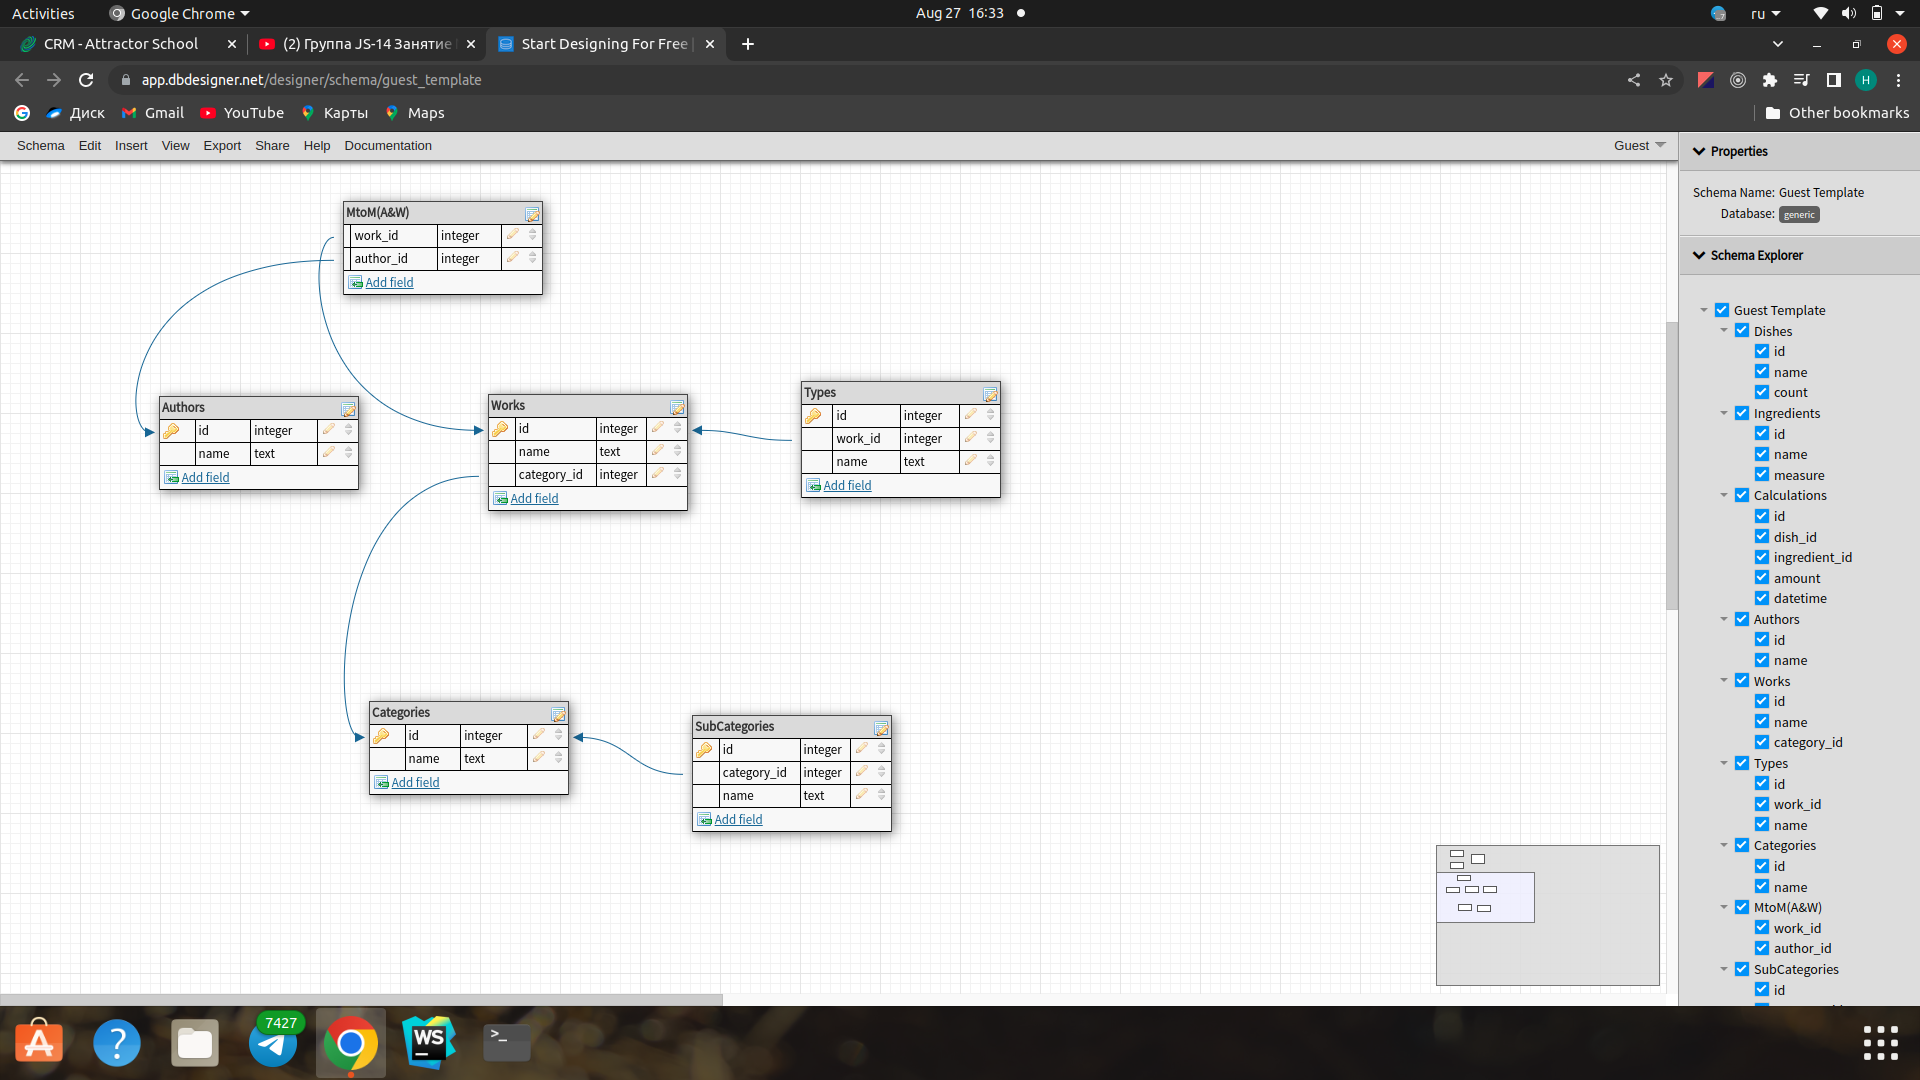 Activities Google Chrome Aug 27 16:33 ru
CRM - Attractor School (2) Группа JS-14 Занятие Start Designing For Free |
app.dbdesigner.net/designer/schema/guest_template H
Диск Gmail YouTube Карты Maps Other bookmarks
Schema Edit Insert View Export Share Help Documentation Guest
MtoM(A&W)
work_id integer
author_id integer
Add field
Authors
id integer
name text
Add field
Works
id integer
name text
category_id integer
Add field
Types
id integer
work_id integer
name text
Add field
Categories
id integer
name text
Add field
SubCategories
id integer
category_id integer
name text
Add field
Properties
Schema Name: Guest Template
Database: generic
Schema Explorer
Guest Template
Dishes
id
name
count
Ingredients
id
name
measure
Calculations
id
dish_id
ingredient_id
amount
datetime
Authors
id
name
Works
id
name
category_id
Types
id
work_id
name
Categories
id
name
MtoM(A&W)
work_id
author_id
SubCategories
id
7427
WS